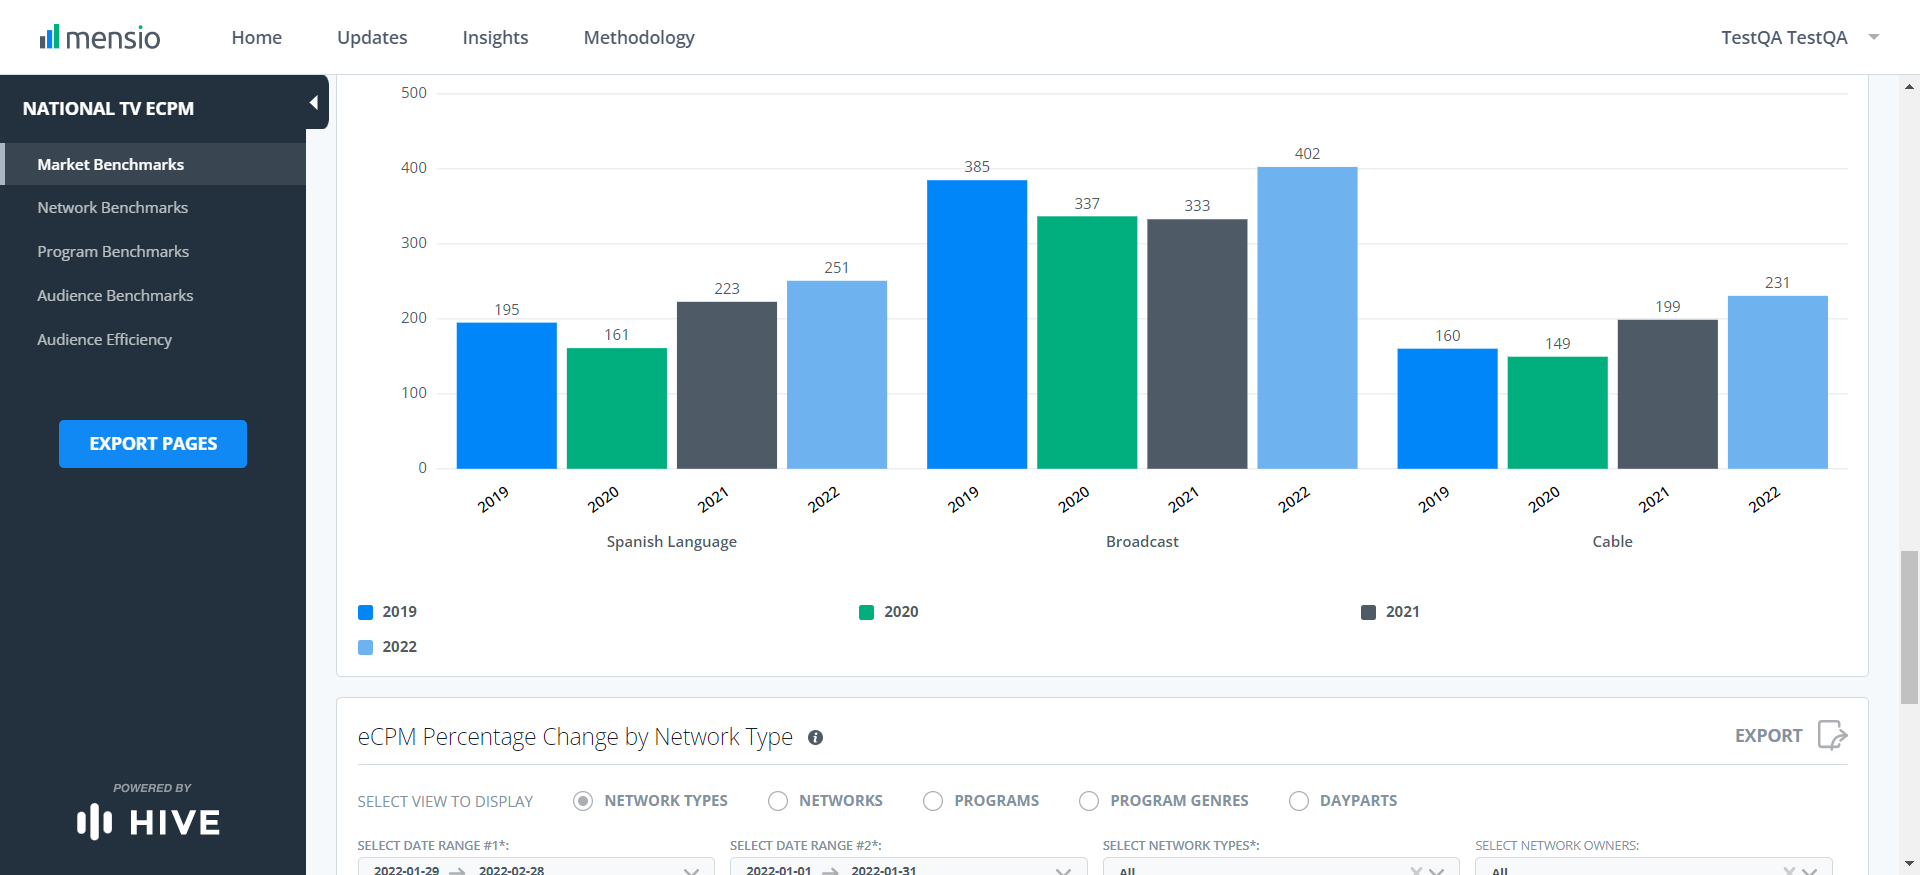 mensio
Home
Updates
Insights
Methodology
TestQA TestQA
NATIONAL TV ECPM
Market Benchmarks
Network Benchmarks
Program Benchmarks
Audience Benchmarks
Audience Efficiency
EXPORT PAGES
POWERED BY
HIVE
500
400
300
200
100
0
195
161
223
251
385
337
333
402
160
149
199
231
2019
2020
2021
2022
2019
2020
2021
2022
2019
2020
2021
2022
Spanish Language
Broadcast
Cable
2019
2020
2021
2022
eCPM Percentage Change by Network Type
EXPORT
SELECT VIEW TO DISPLAY
NETWORK TYPES
NETWORKS
PROGRAMS
PROGRAM GENRES
DAYPARTS
SELECT DATE RANGE #1*:
SELECT DATE RANGE #2*:
SELECT NETWORK TYPES*:
SELECT NETWORK OWNERS:
2022-01-29 → 2022-02-28
2022-01-01 → 2022-01-31
All
All